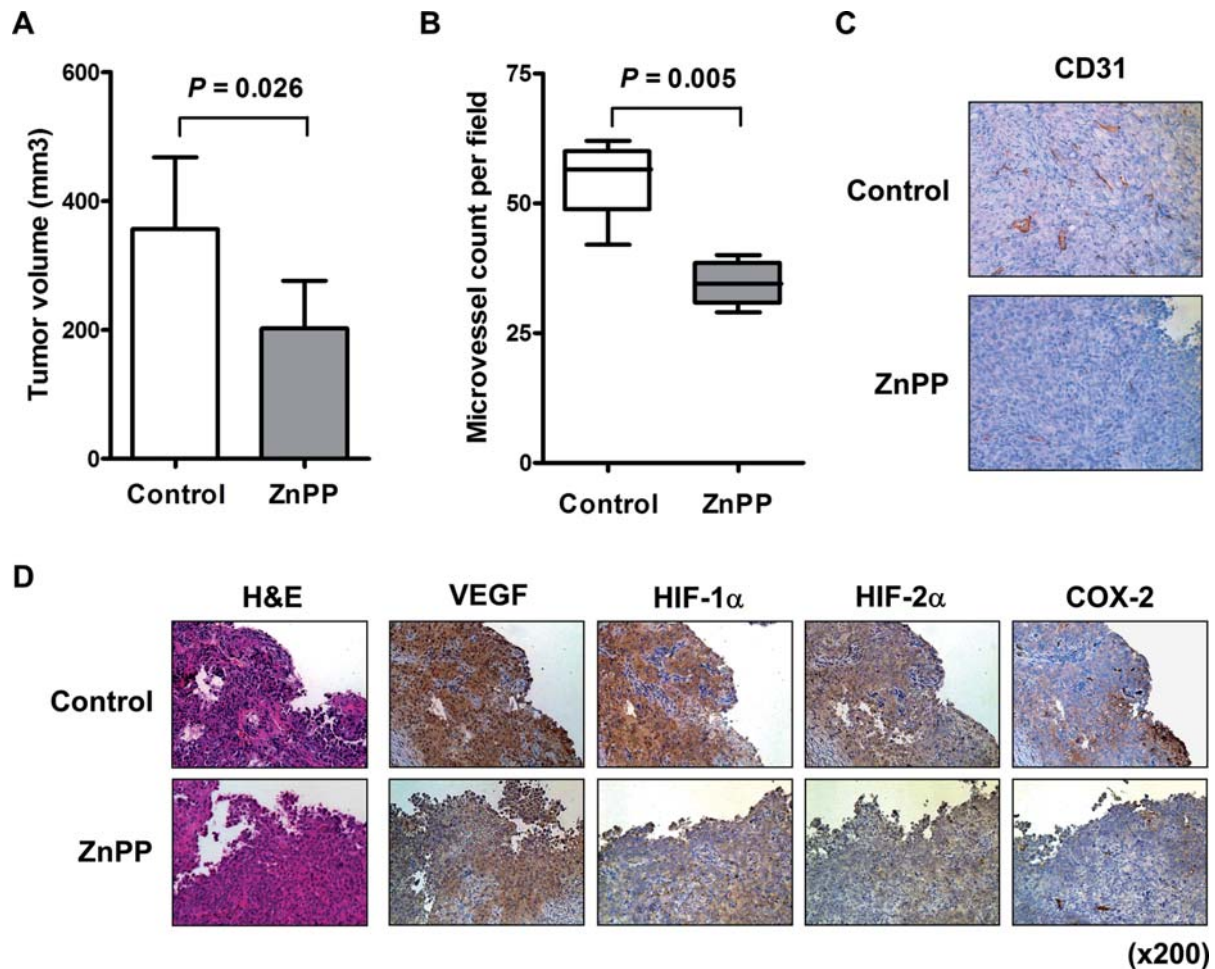 A
B
C
P = 0.026
P = 0.005
CD31
600
400
200
0
Tumor volume (mm3)
Control
ZnPP
75
50
25
0
Microvessel count per field
Control
ZnPP
Control
ZnPP
D
H&E
VEGF
HIF-1α
HIF-2α
COX-2
Control
ZnPP
(x200)